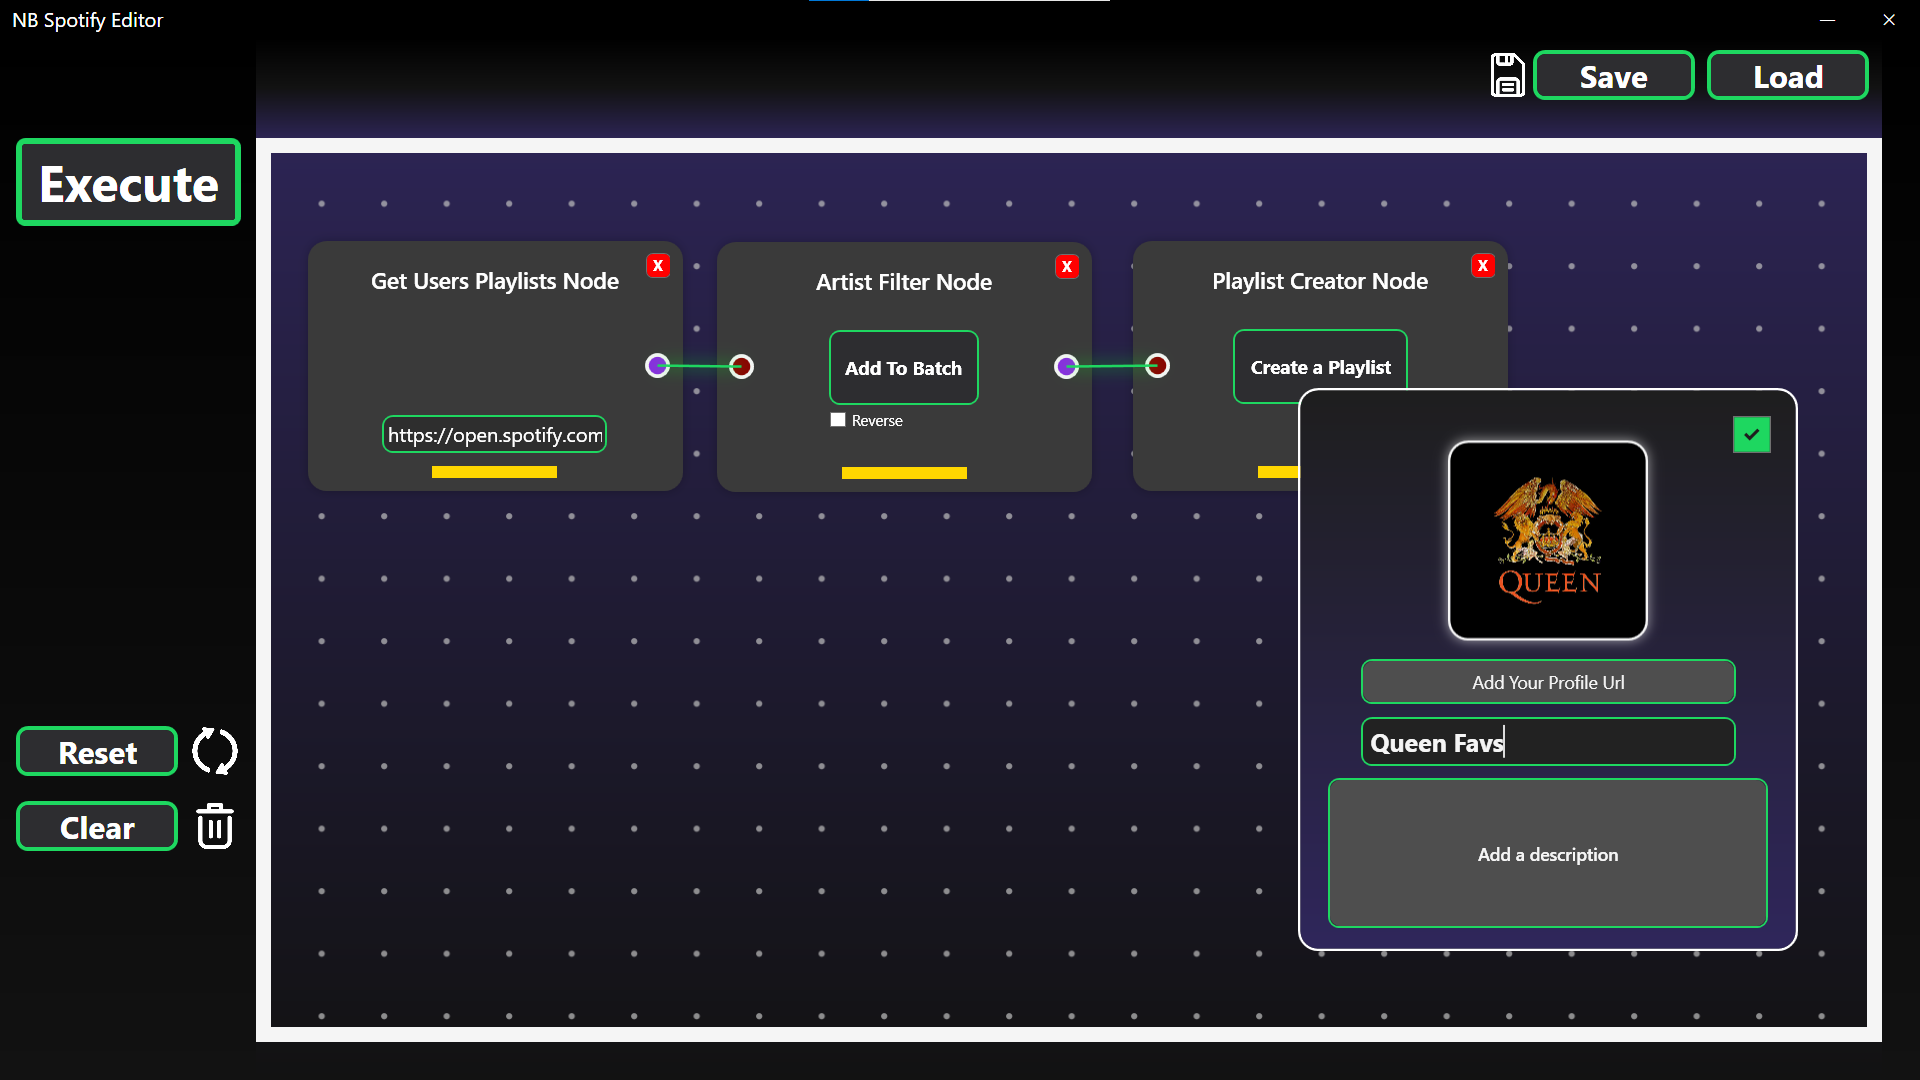 NB Spotify Editor
Save
Load
Execute
Get Users Playlists Node
X
https://open.spotify.com
Artist Filter Node
X
Add To Batch
Reverse
Playlist Creator Node
X
Create a Playlist
QUEEN
Add Your Profile Url
Queen Favs
Add a description
Reset
Clear